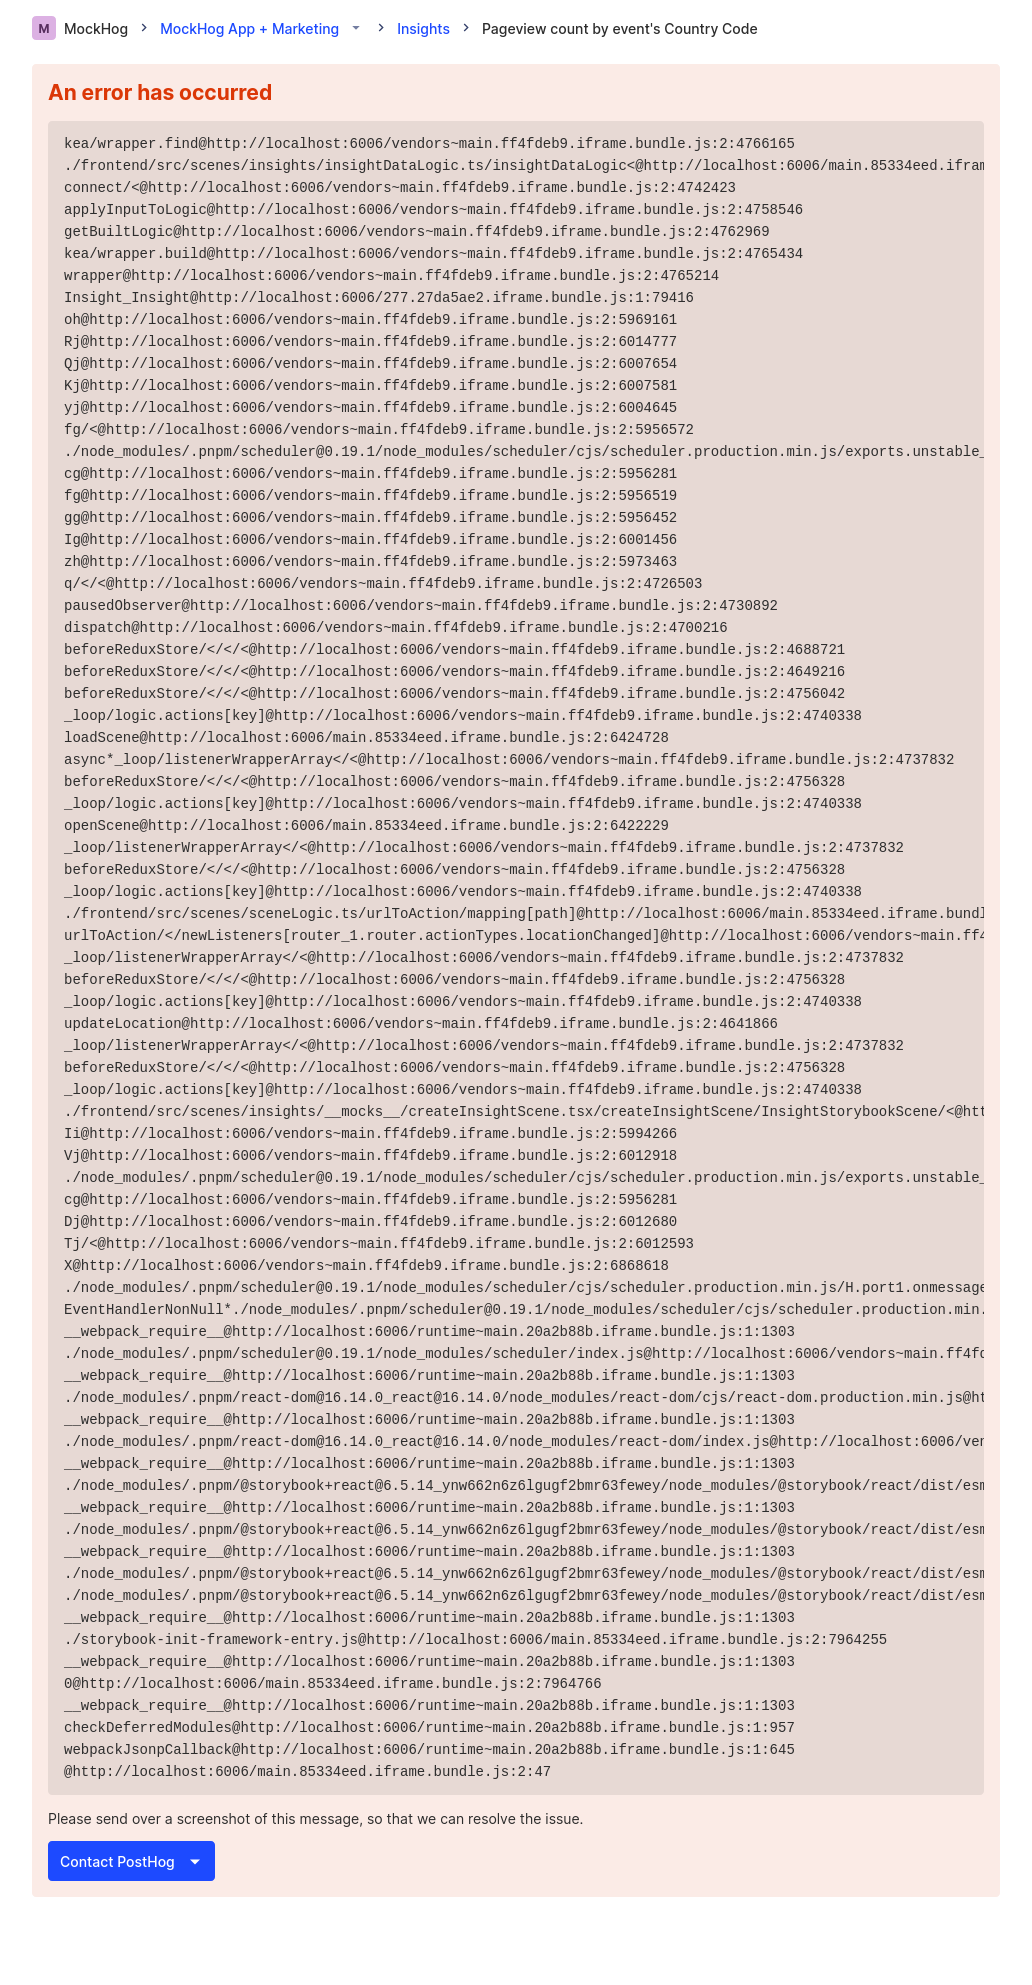 M MockHog > MockHog App + Marketing > Insights > Pageview count by event's Country Code
An error has occurred
kea/wrapper.find@http://localhost:6006/vendors~main.ff4fdeb9.iframe.bundle.js:2:4766165
./frontend/src/scenes/insights/insightDataLogic.ts/insightDataLogic<@http://localhost:6006/main.85334eed.ifram
connect/<@http://localhost:6006/vendors~main.ff4fdeb9.iframe.bundle.js:2:4742423
applyInputToLogic@http://localhost:6006/vendors~main.ff4fdeb9.iframe.bundle.js:2:4758546
getBuiltLogic@http://localhost:6006/vendors~main.ff4fdeb9.iframe.bundle.js:2:4762969
kea/wrapper.build@http://localhost:6006/vendors~main.ff4fdeb9.iframe.bundle.js:2:4765434
wrapper@http://localhost:6006/vendors~main.ff4fdeb9.iframe.bundle.js:2:4765214
Insight_Insight@http://localhost:6006/277.27da5ae2.iframe.bundle.js:1:79416
oh@http://localhost:6006/vendors~main.ff4fdeb9.iframe.bundle.js:2:5969161
Rj@http://localhost:6006/vendors~main.ff4fdeb9.iframe.bundle.js:2:6014777
Qj@http://localhost:6006/vendors~main.ff4fdeb9.iframe.bundle.js:2:6007654
Kj@http://localhost:6006/vendors~main.ff4fdeb9.iframe.bundle.js:2:6007581
yj@http://localhost:6006/vendors~main.ff4fdeb9.iframe.bundle.js:2:6004645
fg/<@http://localhost:6006/vendors~main.ff4fdeb9.iframe.bundle.js:2:5956572
./node_modules/.pnpm/scheduler@0.19.1/node_modules/scheduler/cjs/scheduler.production.min.js/exports.unstable_
cg@http://localhost:6006/vendors~main.ff4fdeb9.iframe.bundle.js:2:5956281
fg@http://localhost:6006/vendors~main.ff4fdeb9.iframe.bundle.js:2:5956519
gg@http://localhost:6006/vendors~main.ff4fdeb9.iframe.bundle.js:2:5956452
Ig@http://localhost:6006/vendors~main.ff4fdeb9.iframe.bundle.js:2:6001456
zh@http://localhost:6006/vendors~main.ff4fdeb9.iframe.bundle.js:2:5973463
q/</<@http://localhost:6006/vendors~main.ff4fdeb9.iframe.bundle.js:2:4726503
pausedObserver@http://localhost:6006/vendors~main.ff4fdeb9.iframe.bundle.js:2:4730892
dispatch@http://localhost:6006/vendors~main.ff4fdeb9.iframe.bundle.js:2:4700216
beforeReduxStore/</</<@http://localhost:6006/vendors~main.ff4fdeb9.iframe.bundle.js:2:4688721
beforeReduxStore/</</<@http://localhost:6006/vendors~main.ff4fdeb9.iframe.bundle.js:2:4649216
beforeReduxStore/</</<@http://localhost:6006/vendors~main.ff4fdeb9.iframe.bundle.js:2:4756042
_loop/logic.actions[key]@http://localhost:6006/vendors~main.ff4fdeb9.iframe.bundle.js:2:4740338
loadScene@http://localhost:6006/main.85334eed.iframe.bundle.js:2:6424728
async*_loop/listenerWrapperArray</<@http://localhost:6006/vendors~main.ff4fdeb9.iframe.bundle.js:2:4737832
beforeReduxStore/</</<@http://localhost:6006/vendors~main.ff4fdeb9.iframe.bundle.js:2:4756328
_loop/logic.actions[key]@http://localhost:6006/vendors~main.ff4fdeb9.iframe.bundle.js:2:4740338
openScene@http://localhost:6006/main.85334eed.iframe.bundle.js:2:6422229
_loop/listenerWrapperArray</<@http://localhost:6006/vendors~main.ff4fdeb9.iframe.bundle.js:2:4737832
beforeReduxStore/</</<@http://localhost:6006/vendors~main.ff4fdeb9.iframe.bundle.js:2:4756328
_loop/logic.actions[key]@http://localhost:6006/vendors~main.ff4fdeb9.iframe.bundle.js:2:4740338
./frontend/src/scenes/sceneLogic.ts/urlToAction/mapping[path]@http://localhost:6006/main.85334eed.iframe.bundl
urlToAction/</newListeners[router_1.router.actionTypes.locationChanged]@http://localhost:6006/vendors~main.ff4
_loop/listenerWrapperArray</<@http://localhost:6006/vendors~main.ff4fdeb9.iframe.bundle.js:2:4737832
beforeReduxStore/</</<@http://localhost:6006/vendors~main.ff4fdeb9.iframe.bundle.js:2:4756328
_loop/logic.actions[key]@http://localhost:6006/vendors~main.ff4fdeb9.iframe.bundle.js:2:4740338
updateLocation@http://localhost:6006/vendors~main.ff4fdeb9.iframe.bundle.js:2:4641866
_loop/listenerWrapperArray</<@http://localhost:6006/vendors~main.ff4fdeb9.iframe.bundle.js:2:4737832
beforeReduxStore/</</<@http://localhost:6006/vendors~main.ff4fdeb9.iframe.bundle.js:2:4756328
_loop/logic.actions[key]@http://localhost:6006/vendors~main.ff4fdeb9.iframe.bundle.js:2:4740338
./frontend/src/scenes/insights/__mocks__/createInsightScene.tsx/createInsightScene/InsightStorybookScene/<@htt
Ii@http://localhost:6006/vendors~main.ff4fdeb9.iframe.bundle.js:2:5994266
Vj@http://localhost:6006/vendors~main.ff4fdeb9.iframe.bundle.js:2:6012918
./node_modules/.pnpm/scheduler@0.19.1/node_modules/scheduler/cjs/scheduler.production.min.js/exports.unstable_
cg@http://localhost:6006/vendors~main.ff4fdeb9.iframe.bundle.js:2:5956281
Dj@http://localhost:6006/vendors~main.ff4fdeb9.iframe.bundle.js:2:6012680
Tj/<@http://localhost:6006/vendors~main.ff4fdeb9.iframe.bundle.js:2:6012593
X@http://localhost:6006/vendors~main.ff4fdeb9.iframe.bundle.js:2:6868618
./node_modules/.pnpm/scheduler@0.19.1/node_modules/scheduler/cjs/scheduler.production.min.js/H.port1.onmessage
EventHandlerNonNull*./node_modules/.pnpm/scheduler@0.19.1/node_modules/scheduler/cjs/scheduler.production.min.
__webpack_require__@http://localhost:6006/runtime~main.20a2b88b.iframe.bundle.js:1:1303
./node_modules/.pnpm/scheduler@0.19.1/node_modules/scheduler/index.js@http://localhost:6006/vendors~main.ff4fd
__webpack_require__@http://localhost:6006/runtime~main.20a2b88b.iframe.bundle.js:1:1303
./node_modules/.pnpm/react-dom@16.14.0_react@16.14.0/node_modules/react-dom/cjs/react-dom.production.min.js@ht
__webpack_require__@http://localhost:6006/runtime~main.20a2b88b.iframe.bundle.js:1:1303
./node_modules/.pnpm/react-dom@16.14.0_react@16.14.0/node_modules/react-dom/index.js@http://localhost:6006/ven
__webpack_require__@http://localhost:6006/runtime~main.20a2b88b.iframe.bundle.js:1:1303
./node_modules/.pnpm/@storybook+react@6.5.14_ynw662n6z6lgugf2bmr63fewey/node_modules/@storybook/react/dist/esm
__webpack_require__@http://localhost:6006/runtime~main.20a2b88b.iframe.bundle.js:1:1303
./node_modules/.pnpm/@storybook+react@6.5.14_ynw662n6z6lgugf2bmr63fewey/node_modules/@storybook/react/dist/esm
__webpack_require__@http://localhost:6006/runtime~main.20a2b88b.iframe.bundle.js:1:1303
./node_modules/.pnpm/@storybook+react@6.5.14_ynw662n6z6lgugf2bmr63fewey/node_modules/@storybook/react/dist/esm
./node_modules/.pnpm/@storybook+react@6.5.14_ynw662n6z6lgugf2bmr63fewey/node_modules/@storybook/react/dist/esm
__webpack_require__@http://localhost:6006/runtime~main.20a2b88b.iframe.bundle.js:1:1303
./storybook-init-framework-entry.js@http://localhost:6006/main.85334eed.iframe.bundle.js:2:7964255
__webpack_require__@http://localhost:6006/runtime~main.20a2b88b.iframe.bundle.js:1:1303
0@http://localhost:6006/main.85334eed.iframe.bundle.js:2:7964766
__webpack_require__@http://localhost:6006/runtime~main.20a2b88b.iframe.bundle.js:1:1303
checkDeferredModules@http://localhost:6006/runtime~main.20a2b88b.iframe.bundle.js:1:957
webpackJsonpCallback@http://localhost:6006/runtime~main.20a2b88b.iframe.bundle.js:1:645
@http://localhost:6006/main.85334eed.iframe.bundle.js:2:47
Please send over a screenshot of this message, so that we can resolve the issue.
Contact PostHog